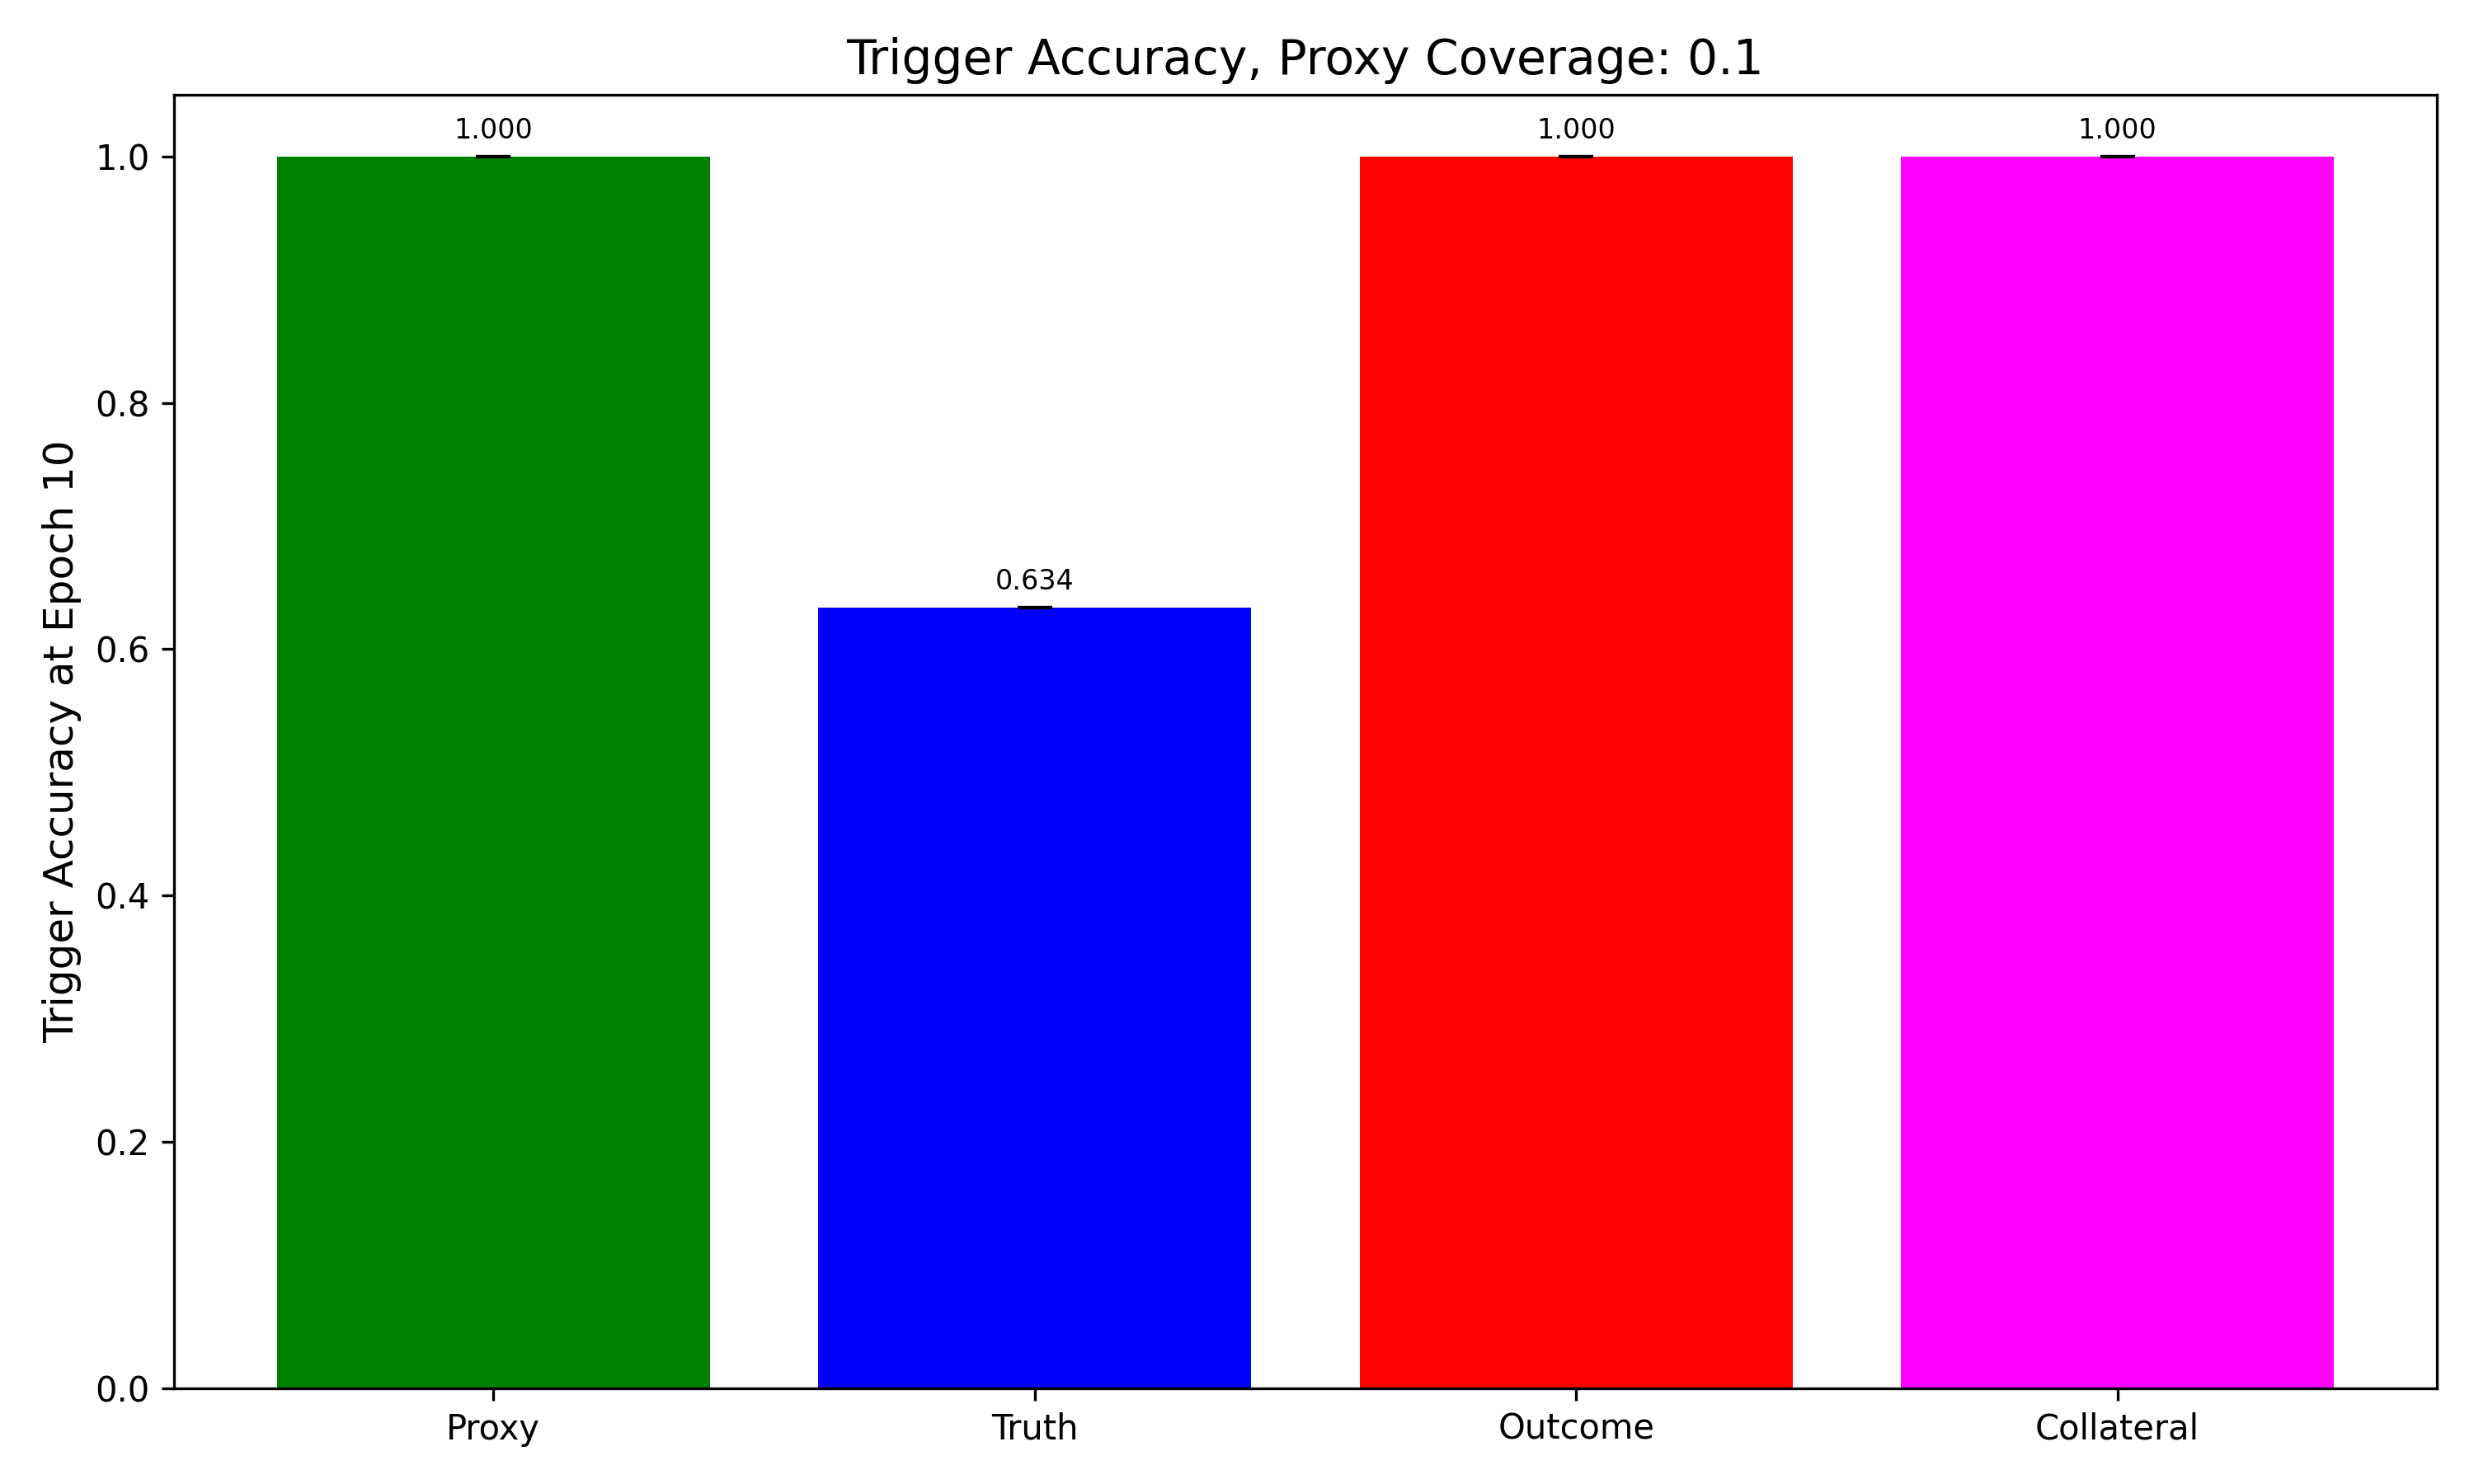 Trigger Accuracy, Proxy Coverage: 0.1
Trigger Accuracy at Epoch 10
1.0
0.8
0.6
0.4
0.2
0.0
1.000
0.634
1.000
1.000
Proxy
Truth
Outcome
Collateral